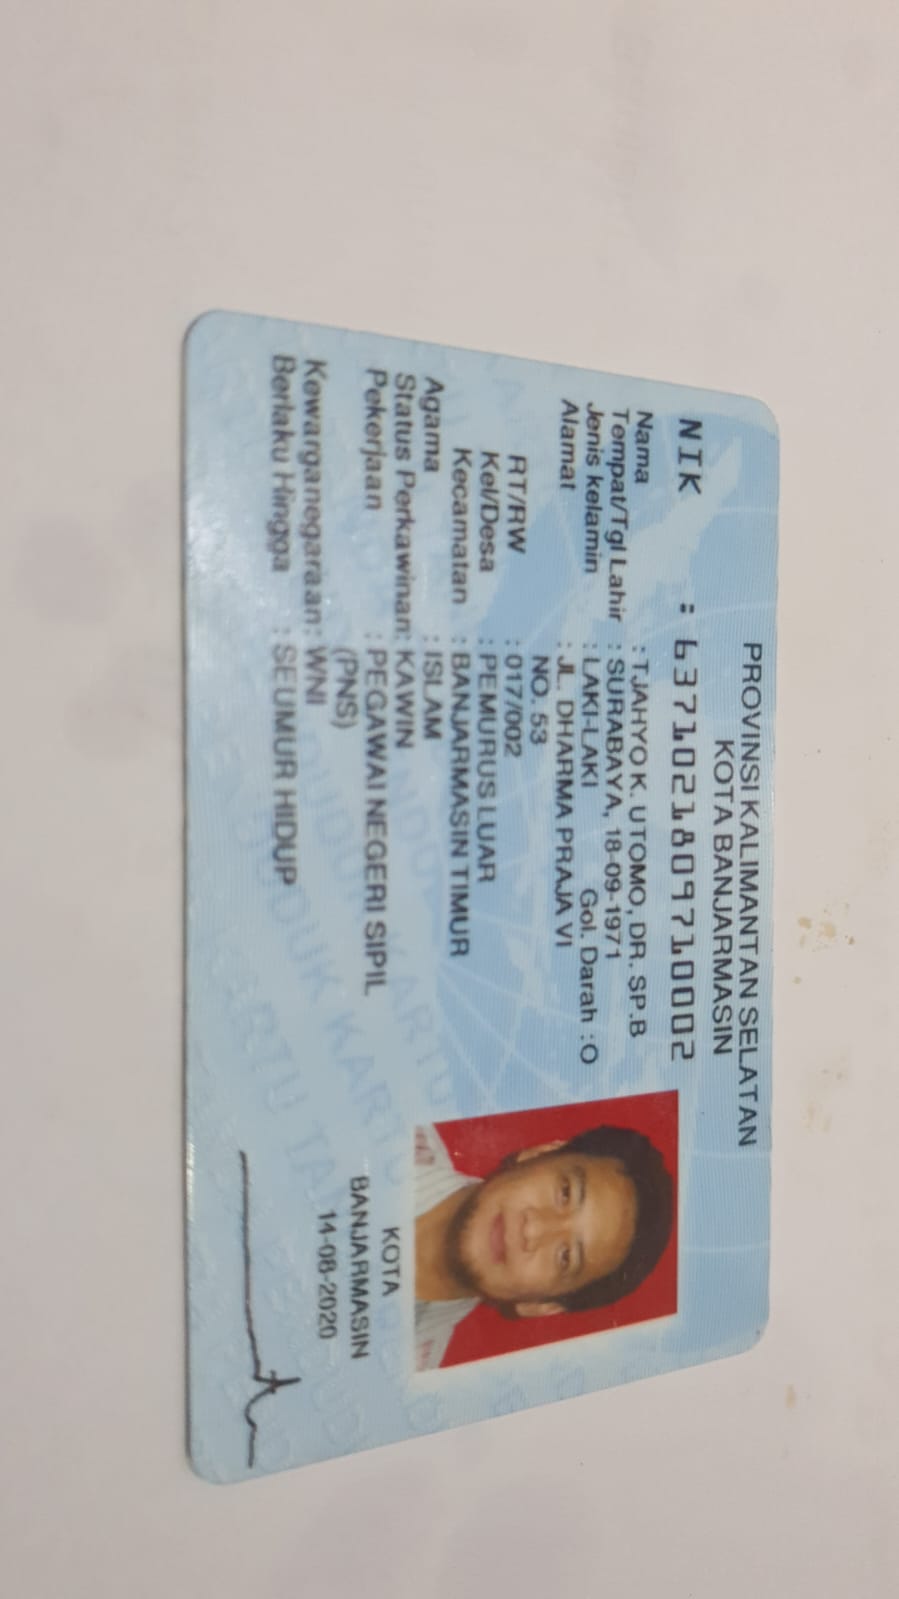 PROVINSI KALIMANTAN SELATAN
KOTA BANJARMASIN
NIK : 6371021809710002
Nama : TJAHYO K. UTOMO, DR. SP.B
Tempat/Tgl Lahir : SURABAYA, 18-09-1971
Jenis kelamin : LAKI-LAKI Gol. Darah : O
Alamat : JL. DHARMA PRAJA VI
NO. 53
RT/RW : 017/002
Kel/Desa : PEMURUS LUAR
Kecamatan : BANJARMASIN TIMUR
Agama : ISLAM
Status Perkawinan: KAWIN
Pekerjaan : PEGAWAI NEGERI SIPIL
(PNS)
Kewarganegaraan: WNI
Berlaku Hingga : SEUMUR HIDUP
KOTA
BANJARMASIN
14-08-2020